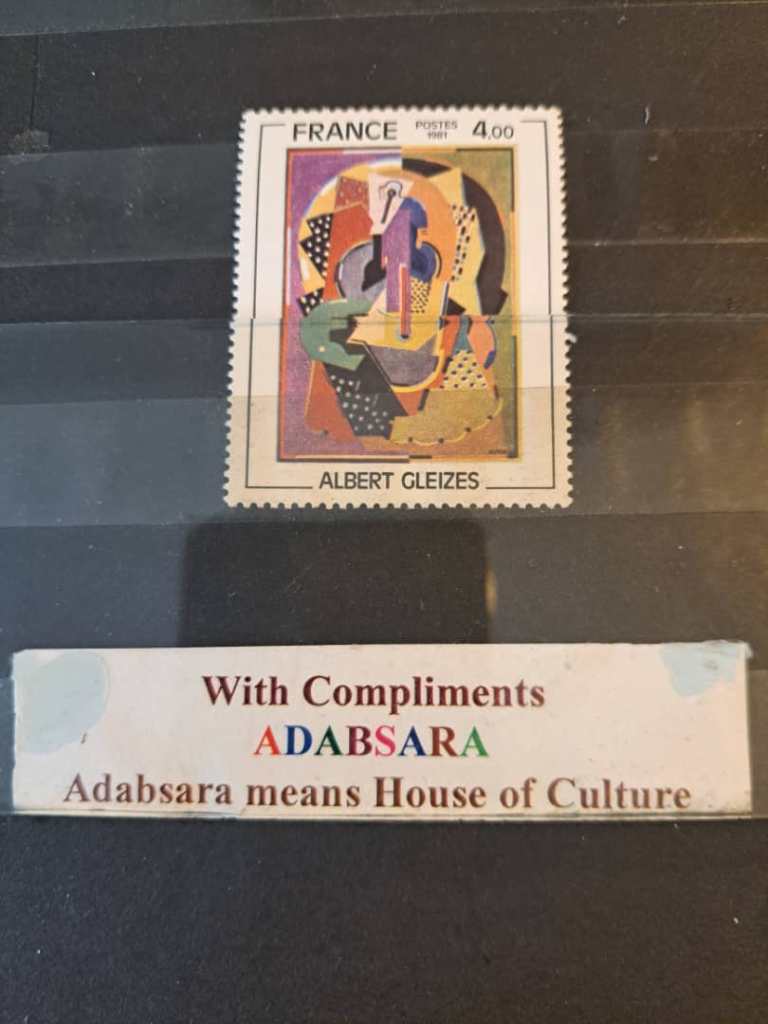 FRANCE POSTES 1981 4,00
ALBERT GLEIZES
With Compliments
ADABSARA
Adabsara means House of Culture